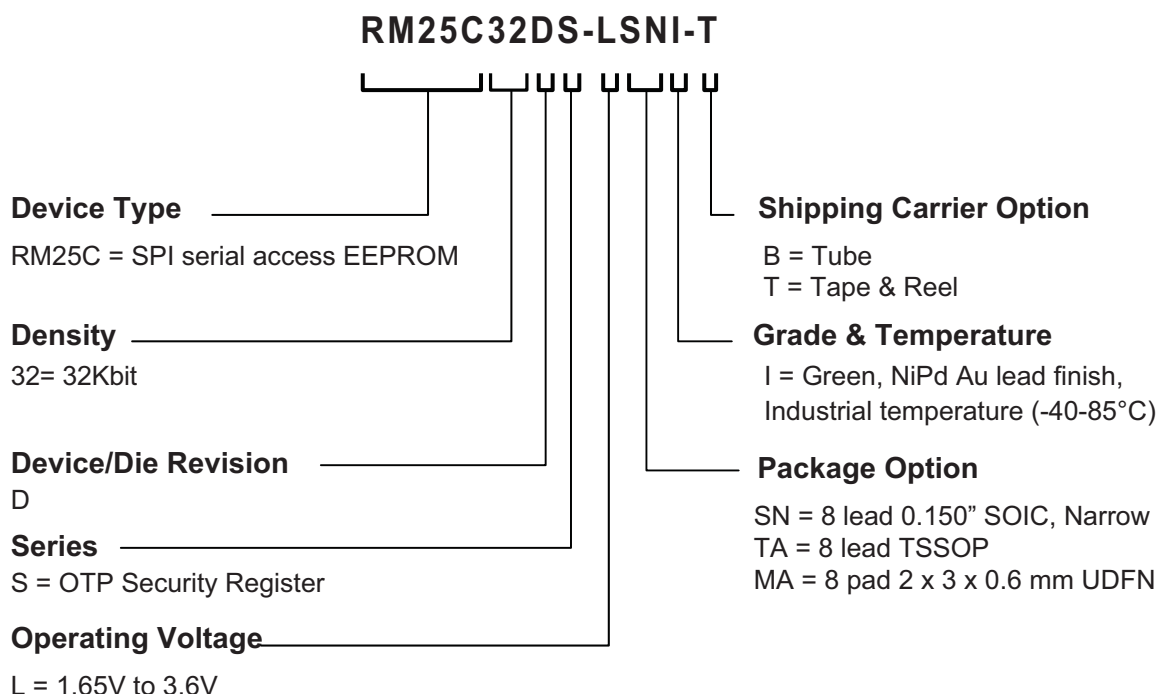 RM25C32DS-LSNI-T
Device Type
RM25C = SPI serial access EEPROM
Density
32= 32Kbit
Device/Die Revision
D
Series
S = OTP Security Register
Operating Voltage
L = 1.65V to 3.6V
Shipping Carrier Option
B = Tube
T = Tape & Reel
Grade & Temperature
I = Green, NiPd Au lead finish,
Industrial temperature (-40-85°C)
Package Option
SN = 8 lead 0.150” SOIC, Narrow
TA = 8 lead TSSOP
MA = 8 pad 2 x 3 x 0.6 mm UDFN